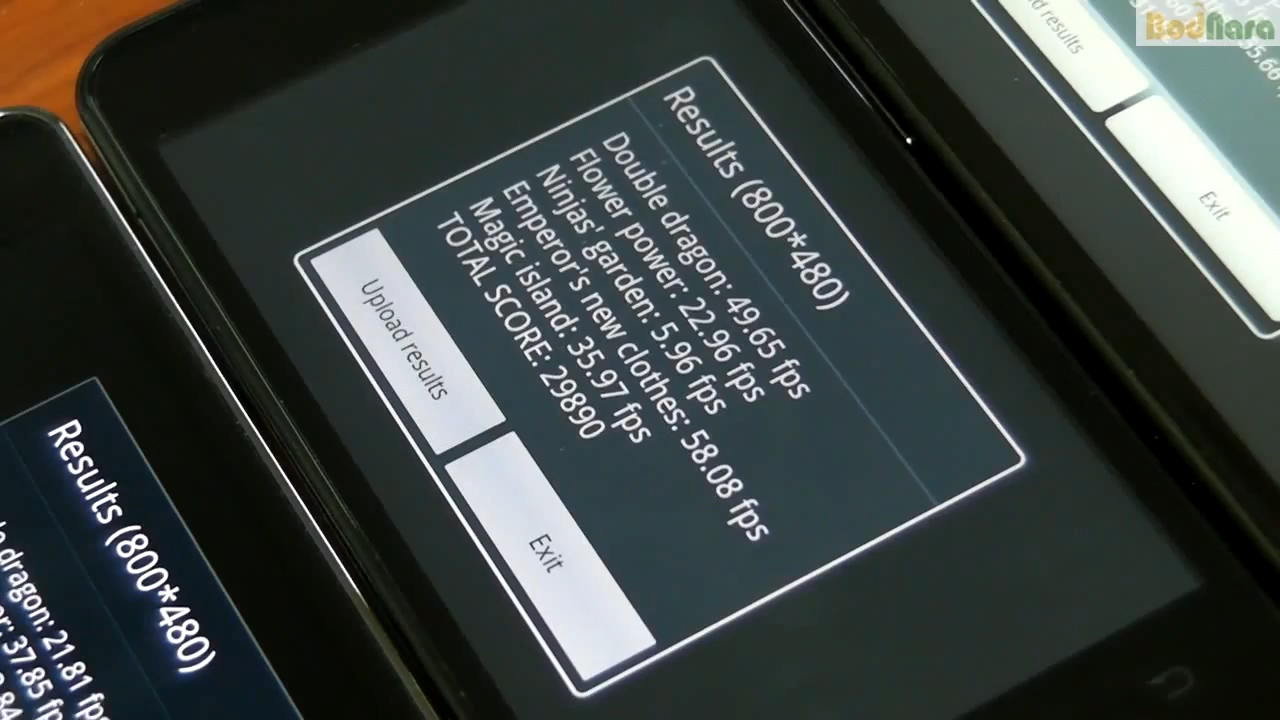 Results (800*480)
Double dragon: 49.65 fps
Flower power: 22.96 fps
Ninjas' garden: 5.96 fps
Emperor's new clothes: 58.08 fps
Magic island: 35.97 fps
TOTAL SCORE: 29890
Upload results
Exit
Results (800*480)
dragon: 21.81 fps
37.85
results
Exit
BodNara